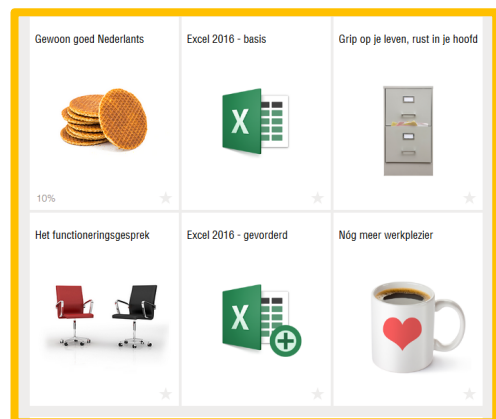 Gewoon goed Nederlants
Excel 2016 - basis
Grip op je leven, rust in je hoofd
X
10%
Het functioneringsgesprek
Excel 2016 - gevorderd
Nóg meer werkplezier
X